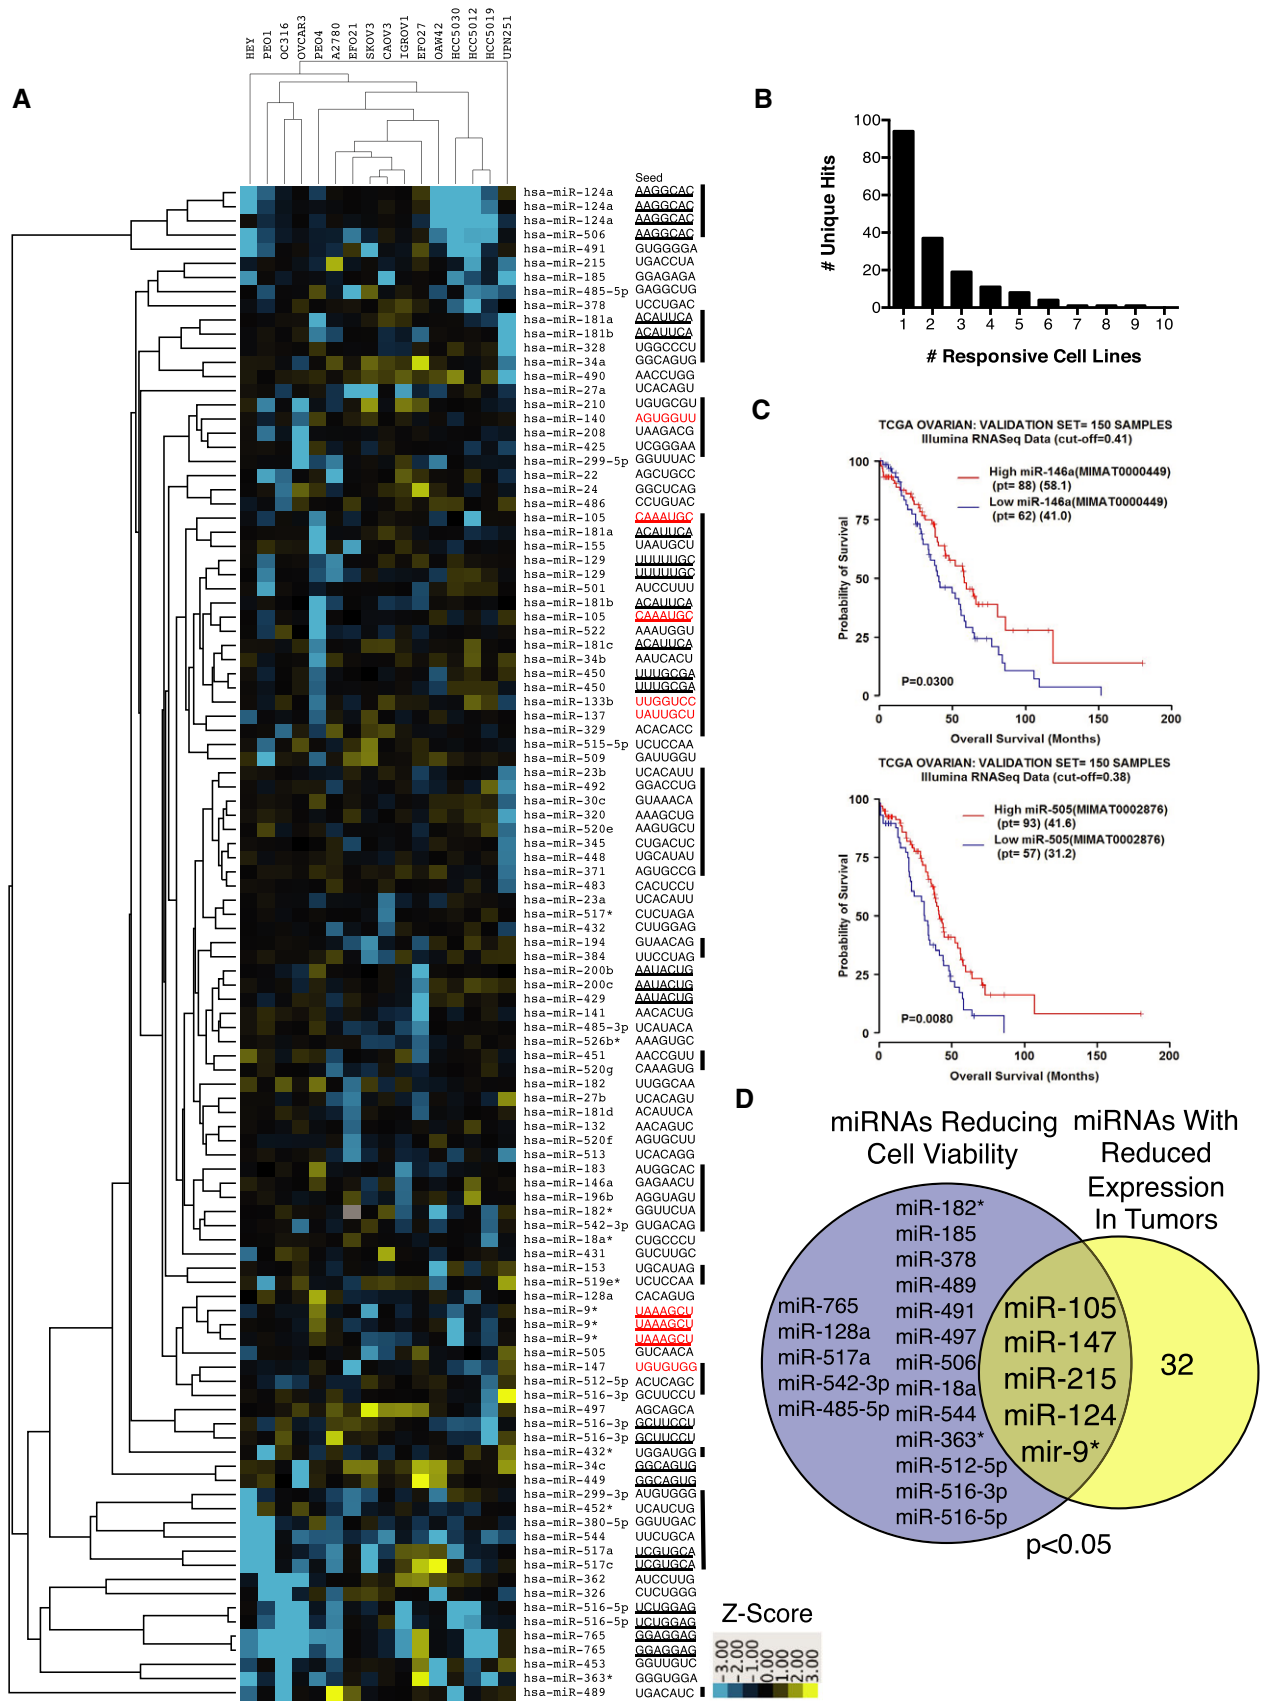 A
HEY
PEO1
OC316
OVCAR3
PEO4
A2780
EFO21
SKOV3
CAOV3
IGROV1
EFO27
OAW42
HCC5030
HCC5012
HCC5019
UPN251
Seed
hsa-miR-124a AAGGCAC
hsa-miR-124a AAGGCAC
hsa-miR-124a AAGGCAC
hsa-miR-506 AAGGCAC
hsa-miR-491 GUGGGGA
hsa-miR-215 UGACCUA
hsa-miR-185 GGAGAGA
hsa-miR-485-5p GAGGCUG
hsa-miR-378 UCCUGAC
hsa-miR-181a ACAUUCA
hsa-miR-181b ACAUUCA
hsa-miR-328 UGGCCCU
hsa-miR-34a GGCAGUG
hsa-miR-490 AACCUGG
hsa-miR-27a UCACAGU
hsa-miR-210 UGUGCGU
hsa-miR-140 AGUGGUU
hsa-miR-208 UAAGACG
hsa-miR-425 UCGGGAA
hsa-miR-299-5p GGUUUAC
hsa-miR-22 AGCUGCC
hsa-miR-24 GGCUCAG
hsa-miR-486 CCUGUAC
hsa-miR-105 CAAAUGC
hsa-miR-181a ACAUUCA
hsa-miR-155 UAAUGCU
hsa-miR-129 UUUUUGC
hsa-miR-129 UUUUUGC
hsa-miR-501 AUCCUUU
hsa-miR-181b ACAUUCA
hsa-miR-105 CAAAUGC
hsa-miR-522 AAAUGGU
hsa-miR-181c ACAUUCA
hsa-miR-34b AAUCACU
hsa-miR-450 UUUGCGA
hsa-miR-450 UUUGCGA
hsa-miR-133b UUGGUCC
hsa-miR-137 UAUUGCU
hsa-miR-329 ACACACC
hsa-miR-515-5p UCUCCAA
hsa-miR-509 GAUUGGU
hsa-miR-23b UCACAUU
hsa-miR-492 GGACCUG
hsa-miR-30c GUAAACA
hsa-miR-320 AAAGCUG
hsa-miR-520e AAGUGCU
hsa-miR-345 CUGACUC
hsa-miR-448 UGCAUAU
hsa-miR-371 AGUGCCG
hsa-miR-483 CACUCCU
hsa-miR-23a UCACAUU
hsa-miR-517* CUCUAGA
hsa-miR-432 CUUGGAG
hsa-miR-194 GUAACAG
hsa-miR-384 UUCCUAG
hsa-miR-200b AAUACUG
hsa-miR-200c AAUACUG
hsa-miR-429 AAUACUG
hsa-miR-141 AACACUG
hsa-miR-485-3p UCAUACA
hsa-miR-526b* AAAGUGC
hsa-miR-451 AACCGUU
hsa-miR-520g CAAAGUG
hsa-miR-182 UUGGCAA
hsa-miR-27b UCACAGU
hsa-miR-181d ACAUUCA
hsa-miR-132 AACAGUC
hsa-miR-520f AGUGCUU
hsa-miR-513 UCACAGG
hsa-miR-183 AUGGCAC
hsa-miR-146a GAGAACU
hsa-miR-196b AGGUAGU
hsa-miR-182* GGUUCUA
hsa-miR-542-3p GUGACAG
hsa-miR-18a* CUGCCCU
hsa-miR-431 GUCUUGC
hsa-miR-153 UGCAUAG
hsa-miR-519e* UCUCCAA
hsa-miR-128a CACAGUG
hsa-miR-9* UAAAGCU
hsa-miR-9* UAAAGCU
hsa-miR-9* UAAAGCU
hsa-miR-505 GUCAACA
hsa-miR-147 UGUGUGG
hsa-miR-512-5p ACUCAGC
hsa-miR-516-3p GCUUCCU
hsa-miR-497 AGCAGCA
hsa-miR-516-3p GCUUCCU
hsa-miR-516-3p GCUUCCU
hsa-miR-432* UGGAUGG
hsa-miR-34c GGCAGUG
hsa-miR-449 GGCAGUG
hsa-miR-299-3p AUGUGGG
hsa-miR-452* UCAUCUG
hsa-miR-380-5p GGUUGAC
hsa-miR-544 UUCUGCA
hsa-miR-517a UCGUGCA
hsa-miR-517c UCGUGCA
hsa-miR-362 AUCCUUG
hsa-miR-326 CUCUGGG
hsa-miR-516-5p UCUGGAG
hsa-miR-516-5p UCUGGAG
hsa-miR-765 GGAGGAG
hsa-miR-765 GGAGGAG
hsa-miR-453 GGUUGUC
hsa-miR-363* GGGUGGA
hsa-miR-489 UGACAUC
Z-Score
-3.00
-2.00
-1.00
0.00
1.00
2.00
3.00
B
# Unique Hits
100
80
60
40
20
0
1 2 3 4 5 6 7 8 9 10
# Responsive Cell Lines
C
TCGA OVARIAN: VALIDATION SET= 150 SAMPLES
Illumina RNASeq Data (cut-off=0.41)
High miR-146a(MIMAT0000449)
(pt= 88) (58.1)
Low miR-146a(MIMAT0000449)
(pt= 62) (41.0)
Probability of Survival
100
75
50
25
0
P=0.0300
0 50 100 150 200
Overall Survival (Months)
TCGA OVARIAN: VALIDATION SET= 150 SAMPLES
Illumina RNASeq Data (cut-off=0.38)
High miR-505(MIMAT0002876)
(pt= 93) (41.6)
Low miR-505(MIMAT0002876)
(pt= 57) (31.2)
Probability of Survival
100
75
50
25
0
P=0.0080
0 50 100 150 200
Overall Survival (Months)
D
miRNAs Reducing
Cell Viability
miRNAs With
Reduced
Expression
In Tumors
miR-765
miR-128a
miR-517a
miR-542-3p
miR-485-5p
miR-182*
miR-185
miR-378
miR-489
miR-491
miR-497
miR-506
miR-18a
miR-544
miR-363*
miR-512-5p
miR-516-3p
miR-516-5p
miR-105
miR-147
miR-215
miR-124
mir-9*
32
p<0.05